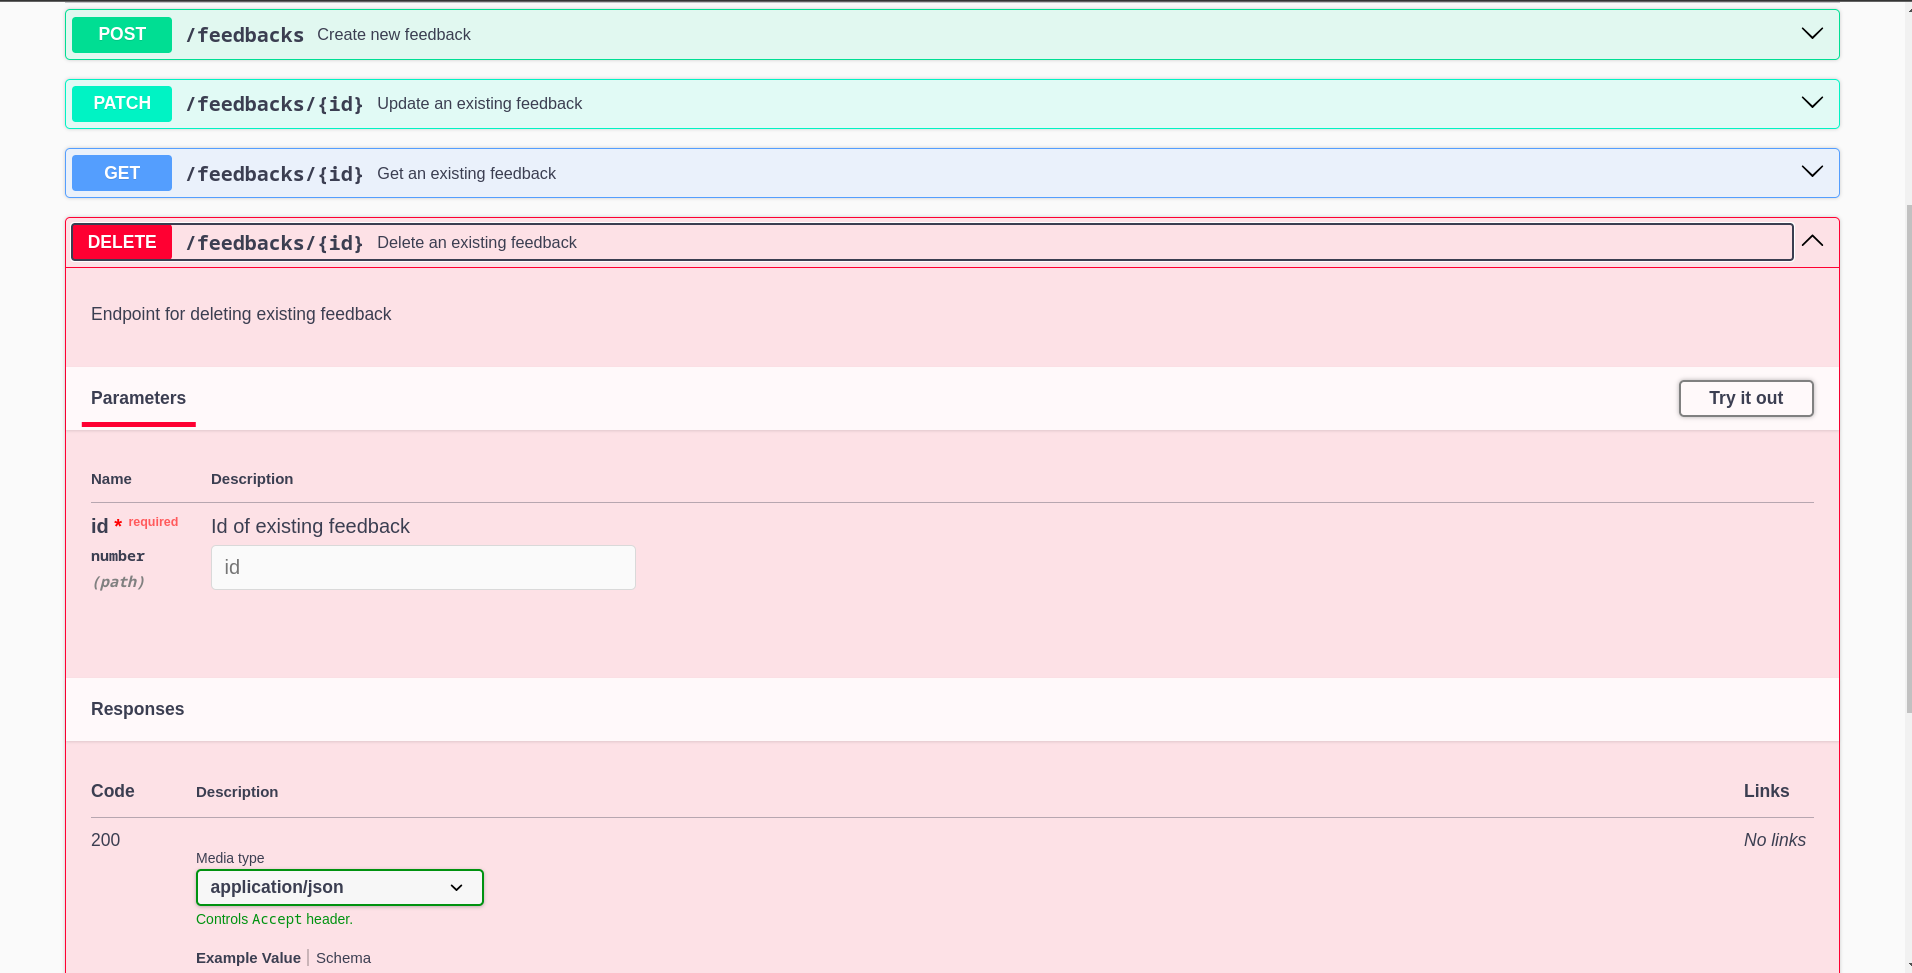 POST /feedbacks Create new feedback
PATCH /feedbacks/{id} Update an existing feedback
GET /feedbacks/{id} Get an existing feedback
DELETE /feedbacks/{id} Delete an existing feedback
Endpoint for deleting existing feedback
Parameters Try it out
Name Description
id * required Id of existing feedback
number id
(path)
Responses
Code Description Links
200 No links
Media type
application/json
Controls Accept header.
Example Value Schema